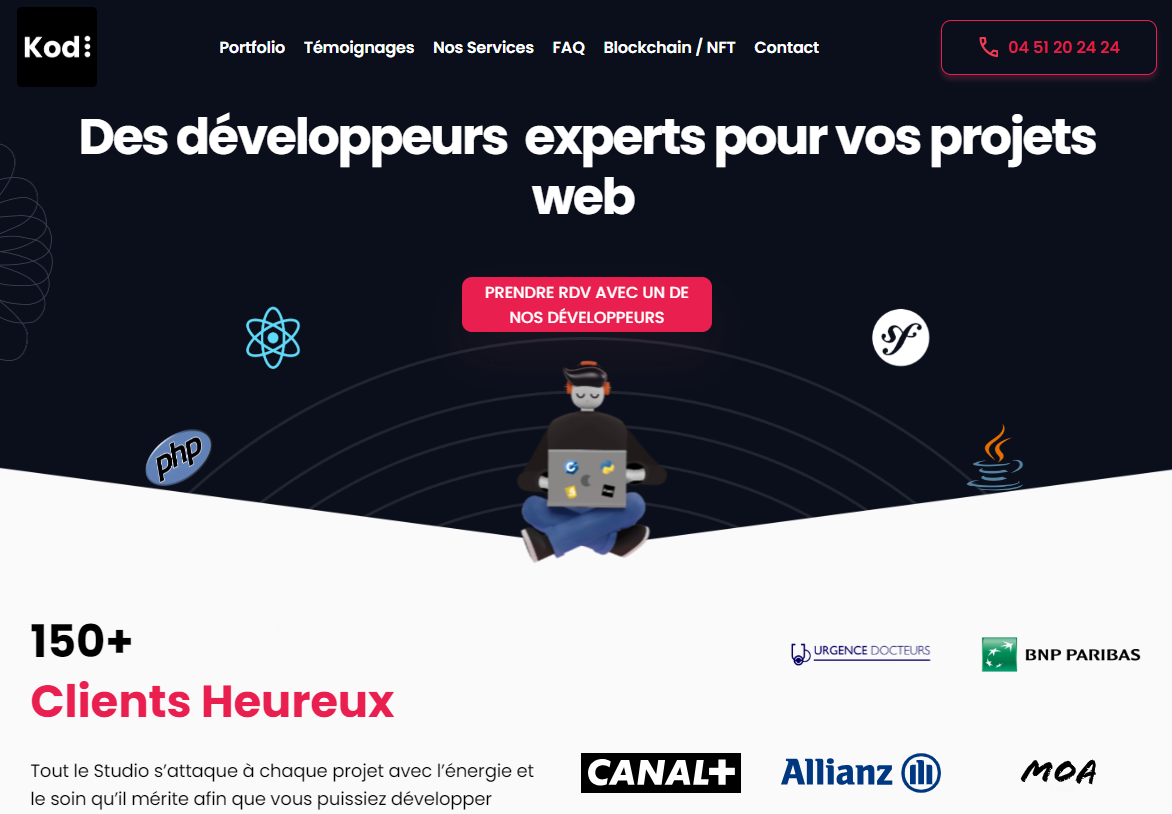 Kod
Portfolio
Témoignages
Nos Services
FAQ
Blockchain / NFT
Contact
04 51 20 24 24
Des développeurs experts pour vos projets
web
PRENDRE RDV AVEC UN DE
NOS DÉVELOPPEURS
sf
php
150+
Clients Heureux
Tout le Studio s’attaque à chaque projet avec l’énergie et
le soin qu’il mérite afin que vous puissiez développer
URGENCE DOCTEURS
BNP PARIBAS
CANAL+
Allianz
MOA